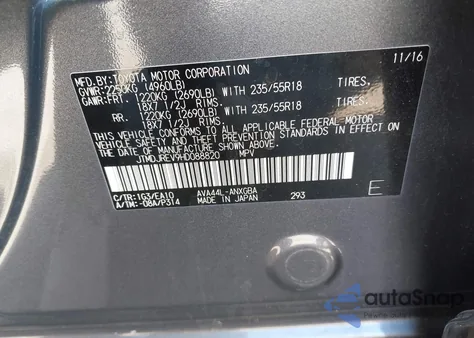 MFD. BY: TOYOTA MOTOR CORPORATION 11/16
GVWR: 2250KG (4960LB)
GAWR: FRT. 1220KG (2690LB) WITH 235/55R18 TIRES,
18X7 1/2J RIMS.
RR. 1220KG (2690LB) WITH 235/55R18 TIRES,
18X7 1/2J RIMS.
THIS VEHICLE CONFORMS TO ALL APPLICABLE FEDERAL MOTOR
VEHICLE SAFETY AND THEFT PREVENTION STANDARDS IN EFFECT
ON THE DATE OF MANUFACTURE SHOWN ABOVE.
JTMDJREV9HD088820 MPV
C/TR: 1G3/EA10 AVA44L-ANXGBA
A/TM: -08A/P314 MADE IN JAPAN 293 E
autoSnap